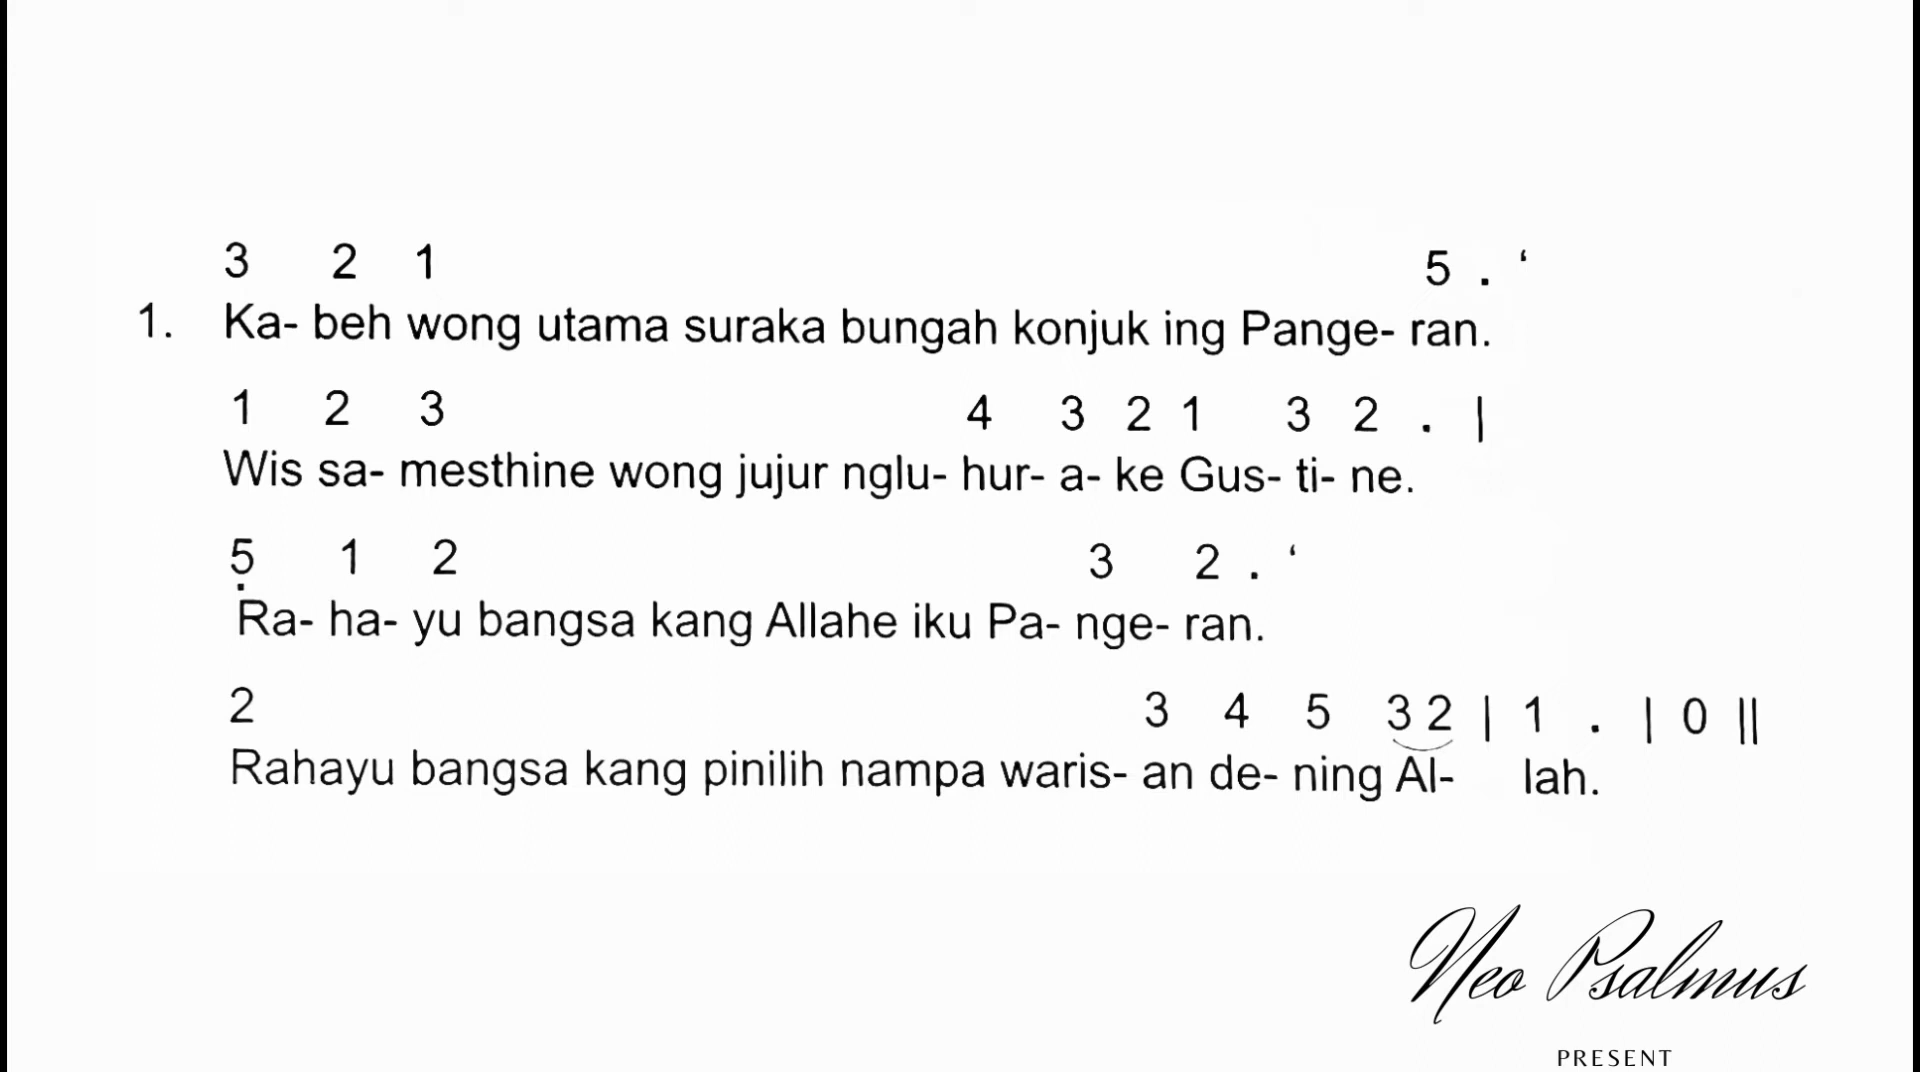 3 2 1 5 . ‘
1. Ka- beh wong utama suraka bungah konjuk ing Pange- ran.
1 2 3 4 3 2 1 3 2 . |
Wis sa- mesthine wong jujur nglu- hur- a- ke Gus- ti- ne.
5̣ 1 2 3 2 . ‘
Ra- ha- yu bangsa kang Allahe iku Pa- nge- ran.
2 3 4 5 3 2 | 1 . | 0 ||
Rahayu bangsa kang pinilih nampa waris- an de- ning Al- lah.
Neo Psalmus
PRESENT